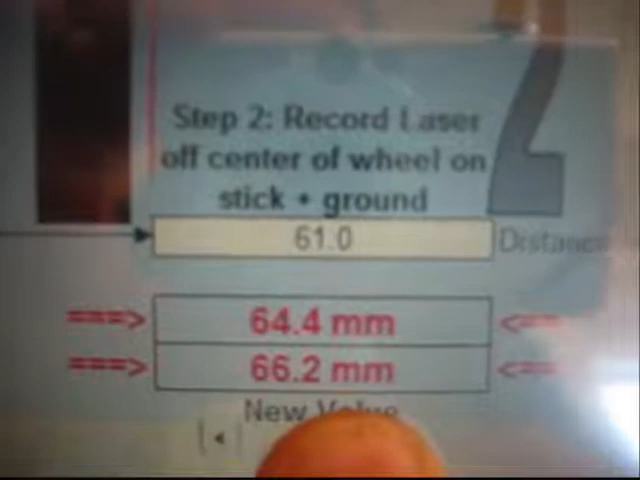 Step 2: Record Laser
off center of wheel on
stick + ground
61.0 Distance
===> 64.4 mm <===
===> 66.2 mm <===
New Value